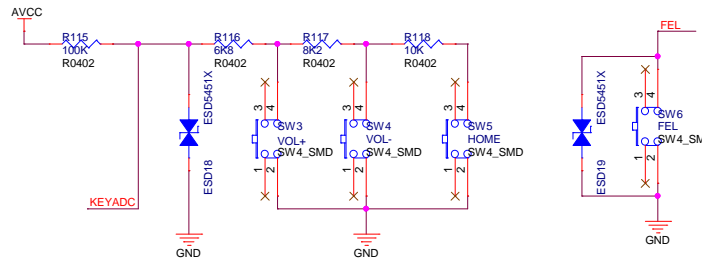 AVCC
FEL
R115
100K
R0402
R116
6K8
R0402
R117
8K2
R0402
R118
10K
R0402
ESD5451X
ESD18
3
4
SW3
VOL+
SW4_SMD
1
2
3
4
SW4
VOL-
SW4_SMD
1
2
3
4
SW5
HOME
SW4_SMD
1
2
ESD5451X
ESD19
3
4
SW6
FEL
SW4_SM
1
2
KEYADC
GND
GND
GND